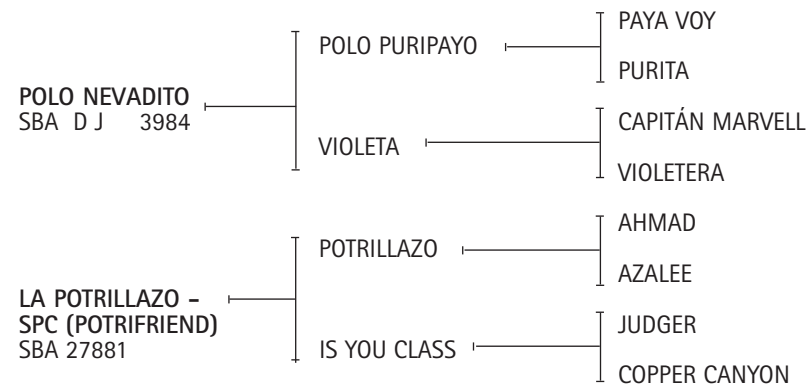 PAYA VOY
POLO PURIPAYO
PURITA
POLO NEVADITO
SBA D J 3984
CAPITÁN MARVELL
VIOLETA
VIOLETERA
AHMAD
POTRILLAZO
AZALEE
LA POTRILLAZO –
SPC (POTRIFRIEND)
SBA 27881
JUDGER
IS YOU CLASS
COPPER CANYON